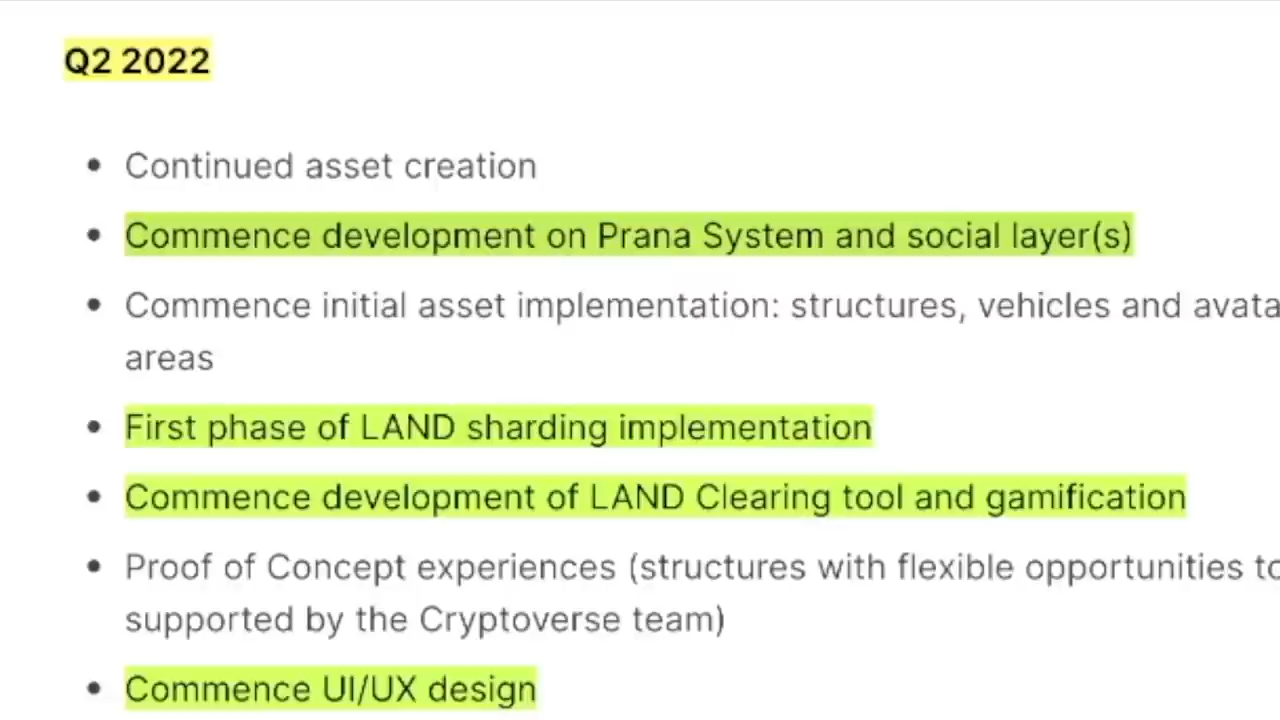 Q2 2022
• Continued asset creation
• Commence development on Prana System and social layer(s)
• Commence initial asset implementation: structures, vehicles and
areas
• First phase of LAND sharding implementation
• Commence development of LAND Clearing tool and gamification
• Proof of Concept experiences (structures with flexible opportunities
supported by the Cryptoverse team)
• Commence UI/UX design